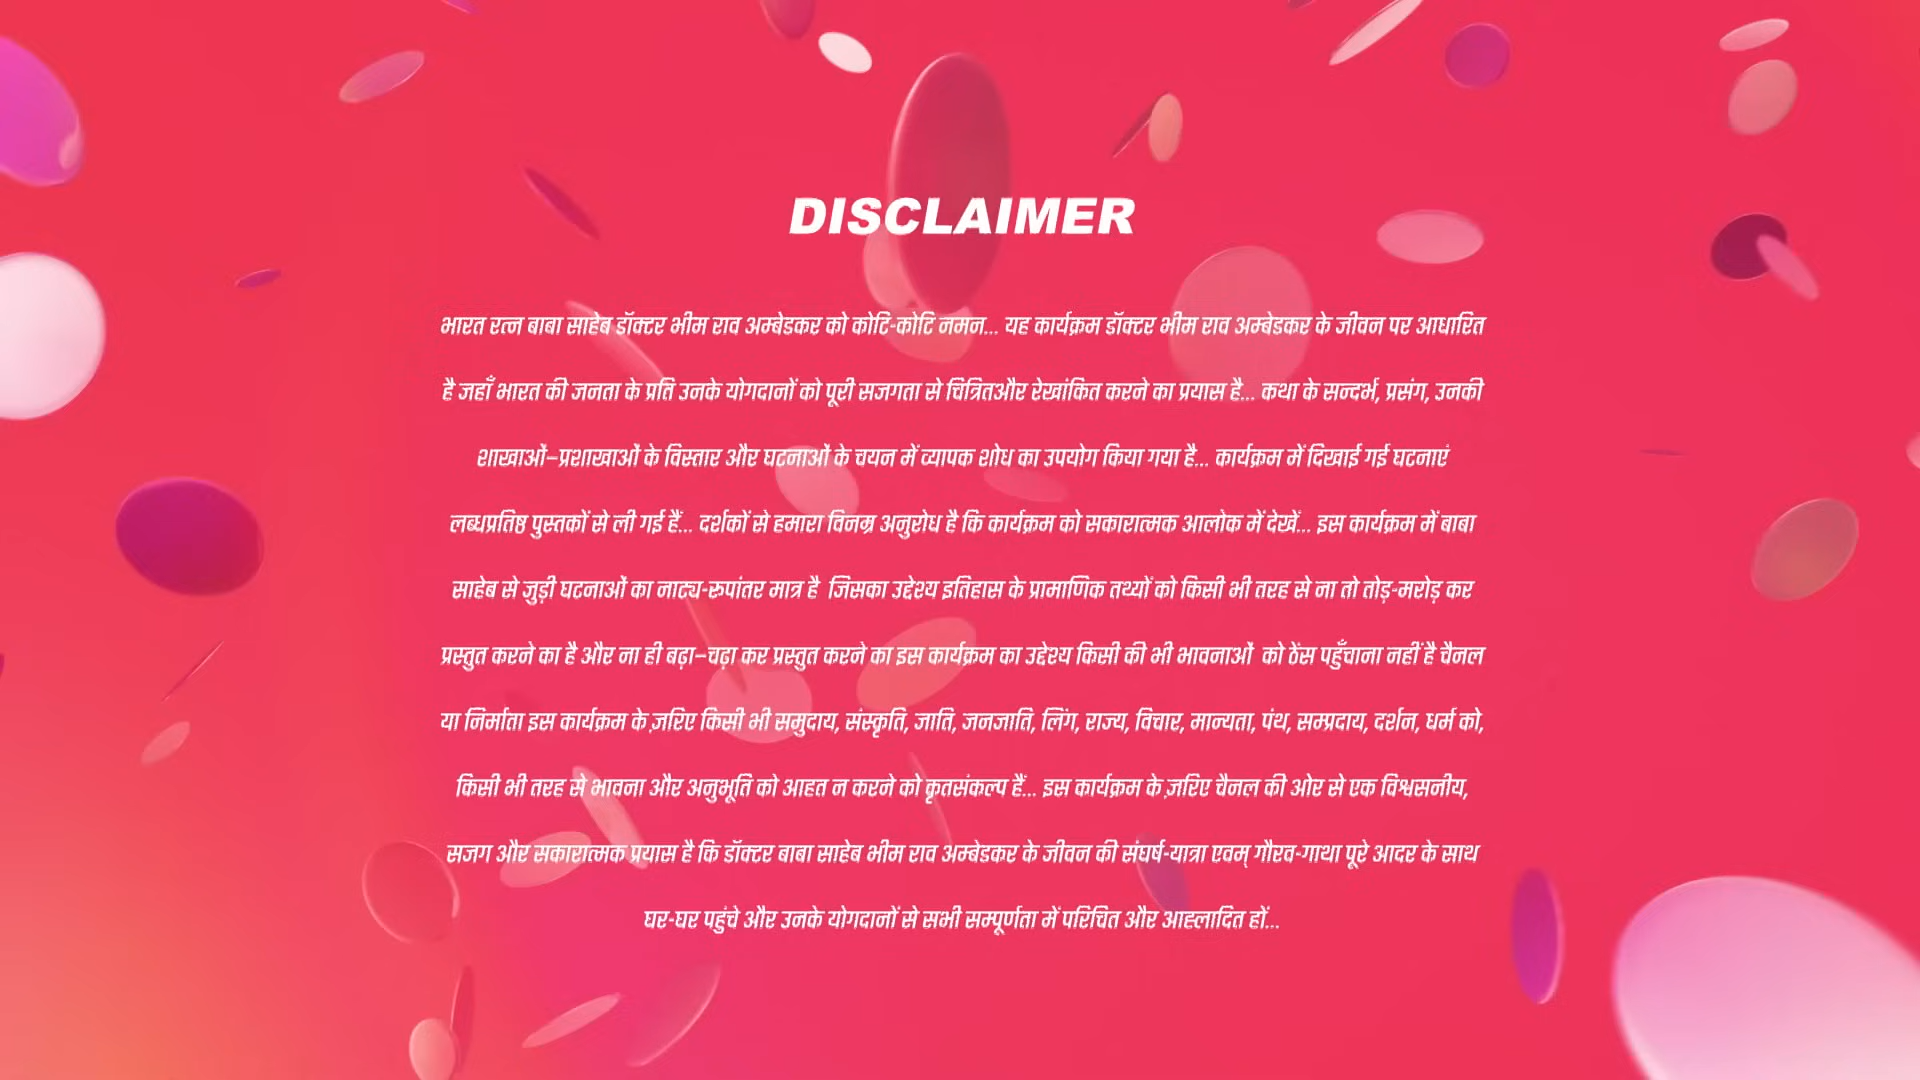 DISCLAIMER
भारत रत्न बाबा साहेब डॉक्टर भीम राव अम्बेडकर को कोटि-कोटि नमन... यह कार्यक्रम डॉक्टर भीम राव अम्बेडकर के जीवन पर आधारित
है जहाँ भारत की जनता के प्रति उनके योगदानों को पूरी सजगता से चित्रितऔर रेखांकित करने का प्रयास है... कथा के सन्दर्भ, प्रसंग, उनकी
शाखाओं–प्रशाखाओं के विस्तार और घटनाओं के चयन में व्यापक शोध का उपयोग किया गया है... कार्यक्रम में दिखाई गई घटनाएं
लब्धप्रतिष्ठ पुस्तकों से ली गई हैं... दर्शकों से हमारा विनम्र अनुरोध है कि कार्यक्रम को सकारात्मक आलोक में देखें... इस कार्यक्रम में बाबा
साहेब से जुड़ी घटनाओं का नाट्य-रूपांतर मात्र है जिसका उद्देश्य इतिहास के प्रामाणिक तथ्यों को किसी भी तरह से ना तो तोड़-मरोड़ कर
प्रस्तुत करने का है और ना ही बढ़ा–चढ़ा कर प्रस्तुत करने का इस कार्यक्रम का उद्देश्य किसी की भी भावनाओं को ठेंस पहुँचाना नहीं है चैनल
या निर्माता इस कार्यक्रम के ज़रिए किसी भी समुदाय, संस्कृति, जाति, जनजाति, लिंग, राज्य, विचार, मान्यता, पंथ, सम्प्रदाय, दर्शन, धर्म को,
किसी भी तरह से भावना और अनुभूति को आहत न करने को कृतसंकल्प हैं... इस कार्यक्रम के ज़रिए चैनल की ओर से एक विश्वसनीय,
सजग और सकारात्मक प्रयास है कि डॉक्टर बाबा साहेब भीम राव अम्बेडकर के जीवन की संघर्ष-यात्रा एवम् गौरव-गाथा पूरे आदर के साथ
घर-घर पहुंचे और उनके योगदानों से सभी सम्पूर्णता में परिचित और आह्लादित हों...